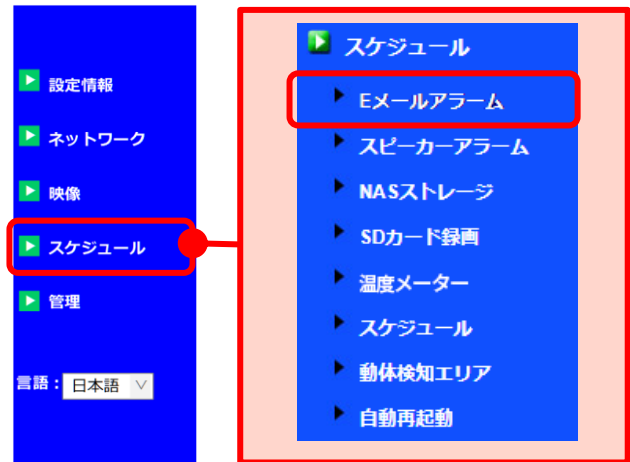 設定情報
ネットワーク
映像
スケジュール
管理
言語：日本語
スケジュール
Eメールアラーム
スピーカーアラーム
NASストレージ
SDカード録画
温度メーター
スケジュール
動体検知エリア
自動再起動